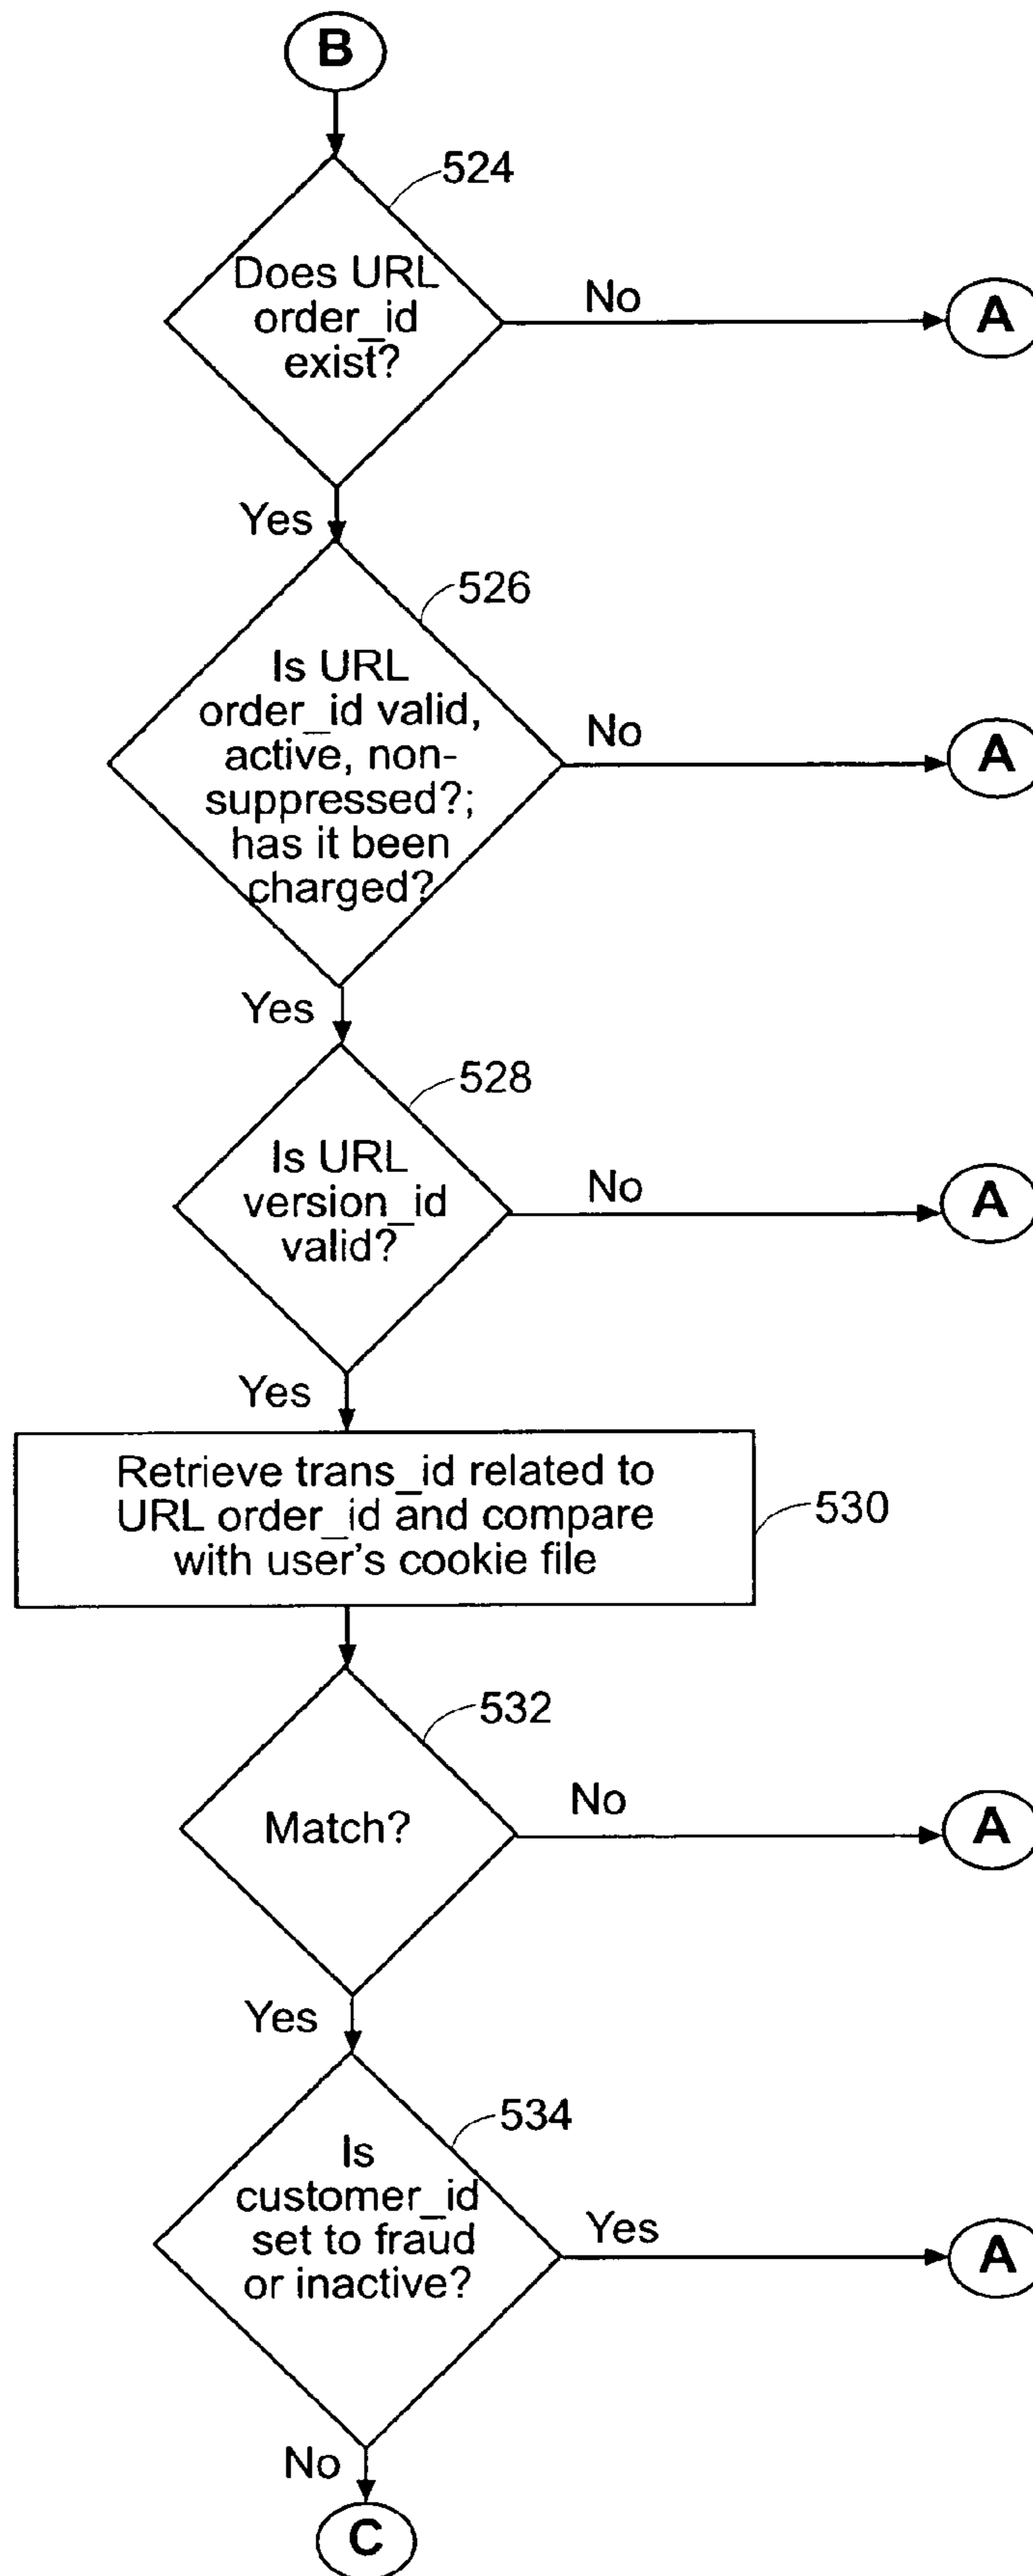 B
524
Does URL
order_id
exist?
No
A
Yes
526
Is URL
order_id valid,
active, non-
suppressed?;
has it been
charged?
No
A
Yes
528
Is URL
version_id
valid?
No
A
Yes
Retrieve trans_id related to
URL order_id and compare
with user's cookie file
530
532
Match?
No
A
Yes
534
Is
customer_id
set to fraud
or inactive?
Yes
A
No
C